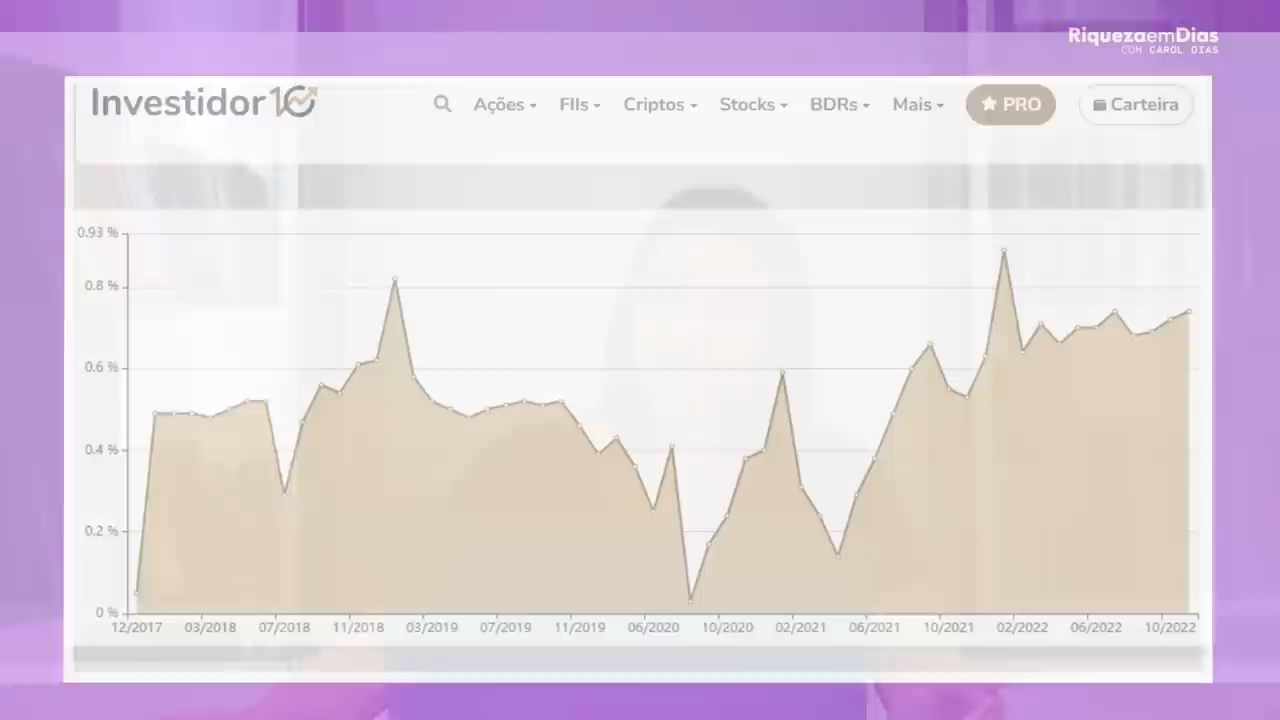 RiquezaemDias
COM CAROL DIAS
Investidor10
Ações FIIs Criptos Stocks BDRs Mais PRO Carteira
0.93 %
0.8 %
0.6 %
0.4 %
0.2 %
0 %
12/2017 03/2018 07/2018 11/2018 03/2019 07/2019 11/2019 06/2020 10/2020 02/2021 06/2021 10/2021 02/2022 06/2022 10/2022